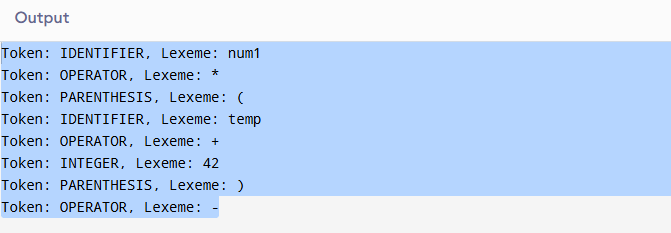 Output
Token: IDENTIFIER, Lexeme: num1
Token: OPERATOR, Lexeme: *
Token: PARENTHESIS, Lexeme: (
Token: IDENTIFIER, Lexeme: temp
Token: OPERATOR, Lexeme: +
Token: INTEGER, Lexeme: 42
Token: PARENTHESIS, Lexeme: )
Token: OPERATOR, Lexeme: -